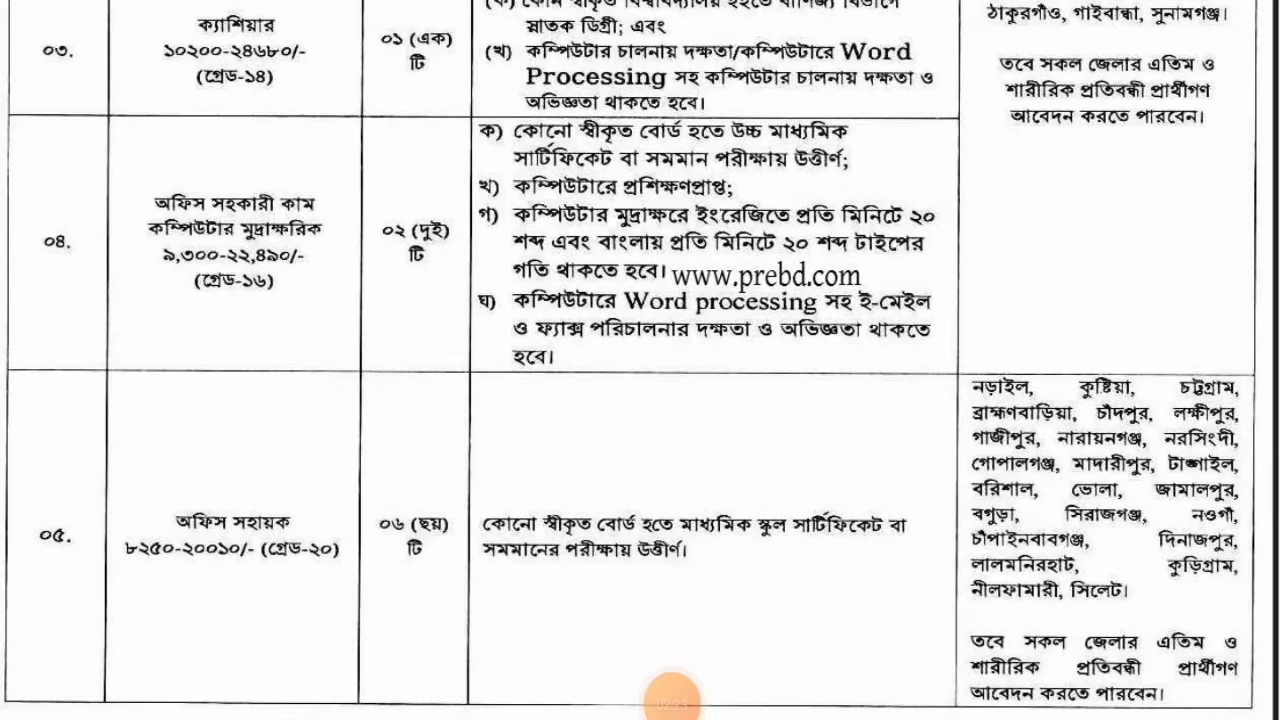 ০৩.
ক্যাশিয়ার
১০২০০-২৪৬৮০/-
(গ্রেড-১৪)
০১ (এক)
টি
(ক) কোন স্বীকৃত বিশ্ববিদ্যালয় হইতে বাণিজ্য বিভাগে
স্নাতক ডিগ্রী; এবং
(খ) কম্পিউটার চালনায় দক্ষতা/কম্পিউটারে Word
Processing সহ কম্পিউটার চালনায় দক্ষতা ও
অভিজ্ঞতা থাকতে হবে।
ঠাকুরগাঁও, গাইবান্ধা, সুনামগঞ্জ।
তবে সকল জেলার এতিম ও
শারীরিক প্রতিবন্ধী প্রার্থীগণ
আবেদন করতে পারবেন।
০৪.
অফিস সহকারী কাম
কম্পিউটার মুদ্রাক্ষরিক
৯,৩০০-২২,৪৯০/-
(গ্রেড-১৬)
০২ (দুই)
টি
ক) কোনো স্বীকৃত বোর্ড হতে উচ্চ মাধ্যমিক
সার্টিফিকেট বা সমমান পরীক্ষায় উত্তীর্ণ;
খ) কম্পিউটারে প্রশিক্ষণপ্রাপ্ত;
গ) কম্পিউটার মুদ্রাক্ষরে ইংরেজিতে প্রতি মিনিটে ২০
শব্দ এবং বাংলায় প্রতি মিনিটে ২০ শব্দ টাইপের
গতি থাকতে হবে। www.prebd.com
ঘ) কম্পিউটারে Word processing সহ ই-মেইল
ও ফ্যাক্স পরিচালনার দক্ষতা ও অভিজ্ঞতা থাকতে
হবে।
০৫.
অফিস সহায়ক
৮২৫০-২০০১০/- (গ্রেড-২০)
০৬ (ছয়)
টি
কোনো স্বীকৃত বোর্ড হতে মাধ্যমিক স্কুল সার্টিফিকেট বা
সমমানের পরীক্ষায় উত্তীর্ণ।
নড়াইল, কুষ্টিয়া, চট্টগ্রাম,
ব্রাহ্মণবাড়িয়া, চাঁদপুর, লক্ষীপুর,
গাজীপুর, নারায়নগঞ্জ, নরসিংদী,
গোপালগঞ্জ, মাদারীপুর, টাঙ্গাইল,
বরিশাল, ভোলা, জামালপুর,
বগুড়া, সিরাজগঞ্জ, নওগাঁ,
চাঁপাইনবাবগঞ্জ, দিনাজপুর,
লালমনিরহাট, কুড়িগ্রাম,
নীলফামারী, সিলেট।
তবে সকল জেলার এতিম ও
শারীরিক প্রতিবন্ধী প্রার্থীগণ
আবেদন করতে পারবেন।
02:23